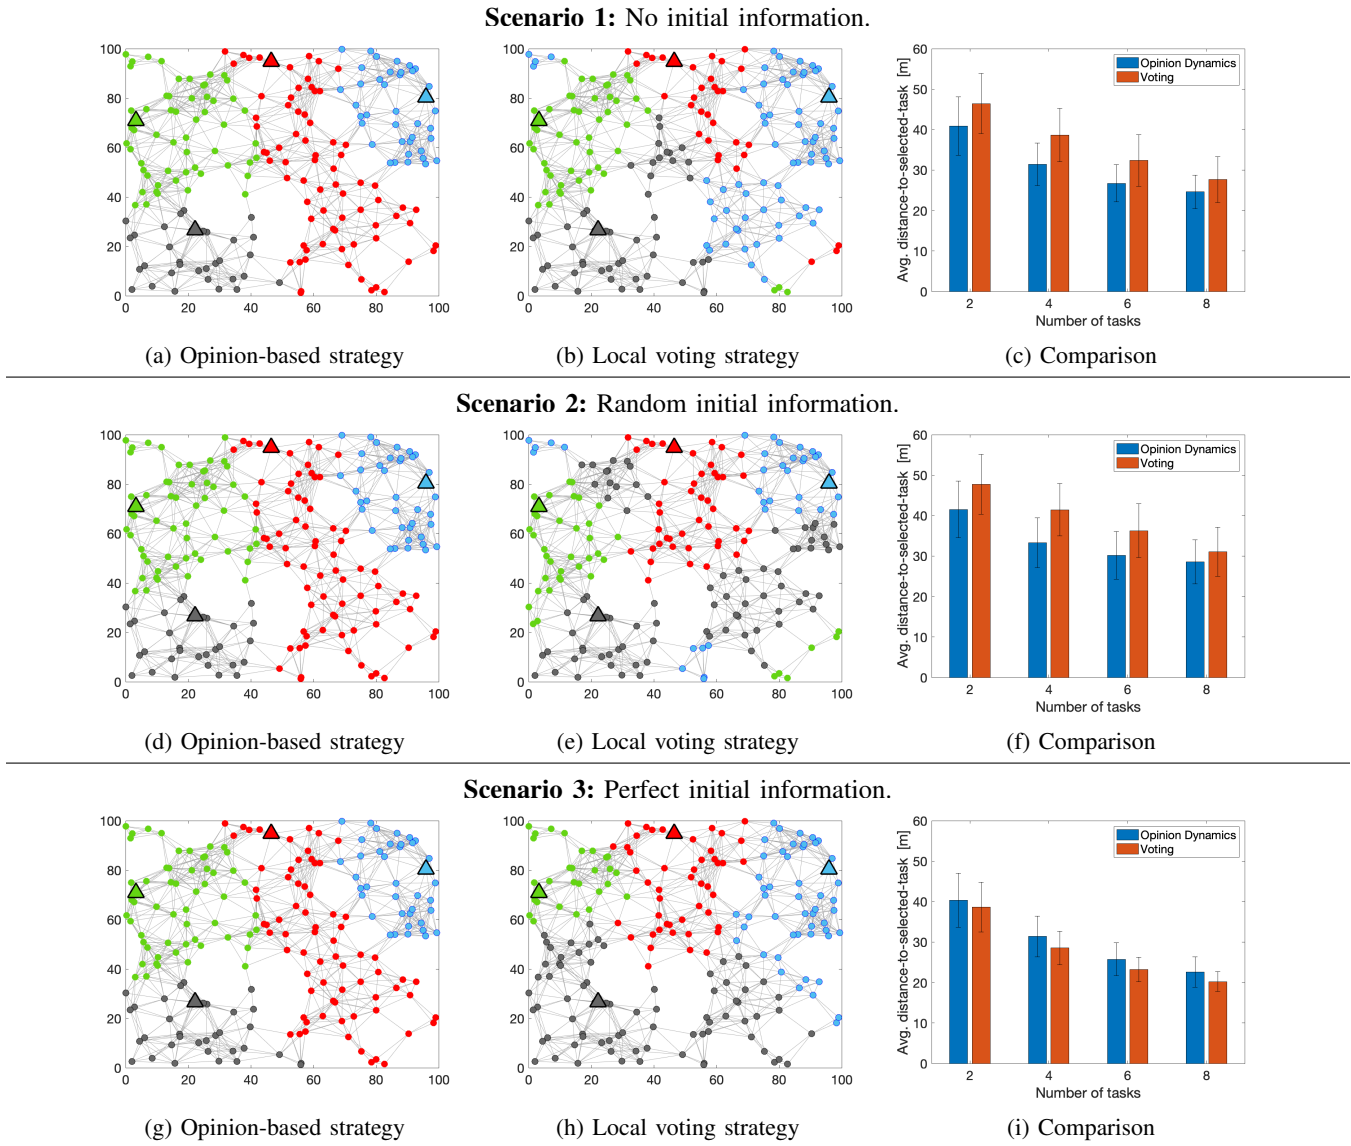 Scenario 1: No initial information.
100
80
60
40
20
0
0 20 40 60 80 100
100
80
60
40
20
0
0 20 40 60 80 100
Avg. distance-to-selected-task [m]
60
50
40
30
20
10
0
Opinion Dynamics
Voting
2 4 6 8
Number of tasks
(a) Opinion-based strategy
(b) Local voting strategy
(c) Comparison
Scenario 2: Random initial information.
100
80
60
40
20
0
0 20 40 60 80 100
100
80
60
40
20
0
0 20 40 60 80 100
Avg. distance-to-selected-task [m]
60
50
40
30
20
10
0
Opinion Dynamics
Voting
2 4 6 8
Number of tasks
(d) Opinion-based strategy
(e) Local voting strategy
(f) Comparison
Scenario 3: Perfect initial information.
100
80
60
40
20
0
0 20 40 60 80 100
100
80
60
40
20
0
0 20 40 60 80 100
Avg. distance-to-selected-task [m]
60
50
40
30
20
10
0
Opinion Dynamics
Voting
2 4 6 8
Number of tasks
(g) Opinion-based strategy
(h) Local voting strategy
(i) Comparison